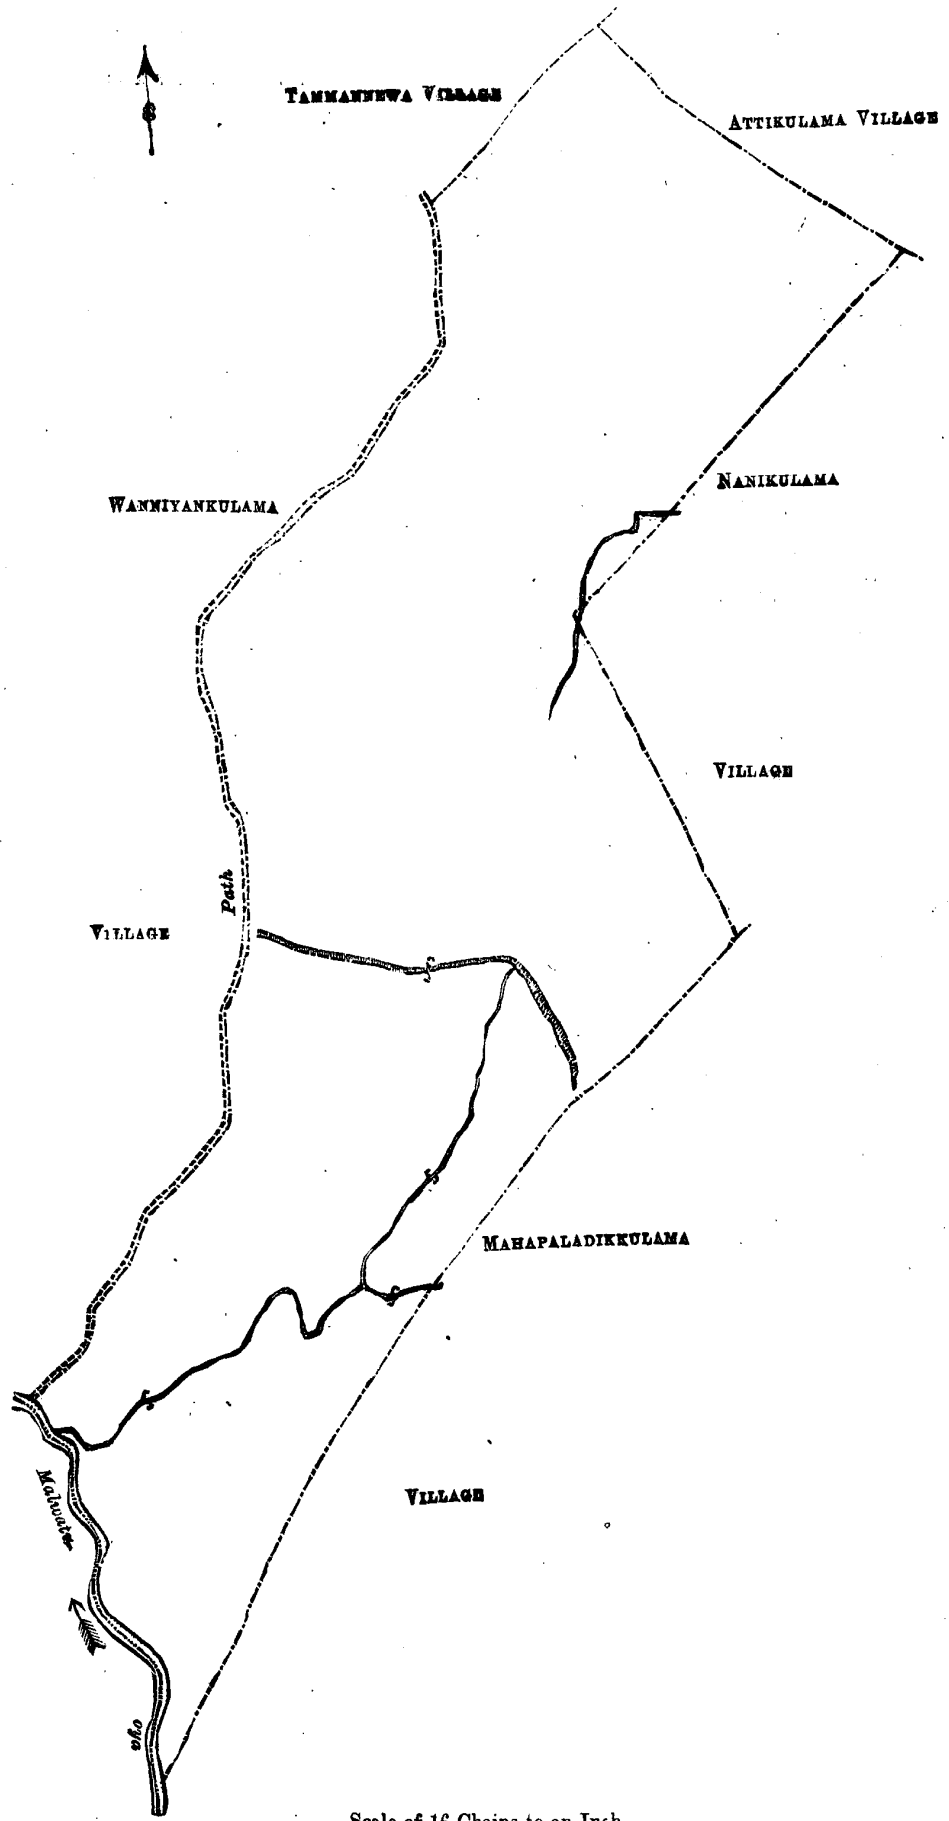 TAMMANNEWA VILLAGE
ATTIKULAMA VILLAGE
NANIKULAMA
WANNIYANKULAMA
VILLAGE
Path
VILLAGE
MAHAPALADIKKULAMA
VILLAGE
Malwatu
oya
Scale of 16 Chains to an Inch